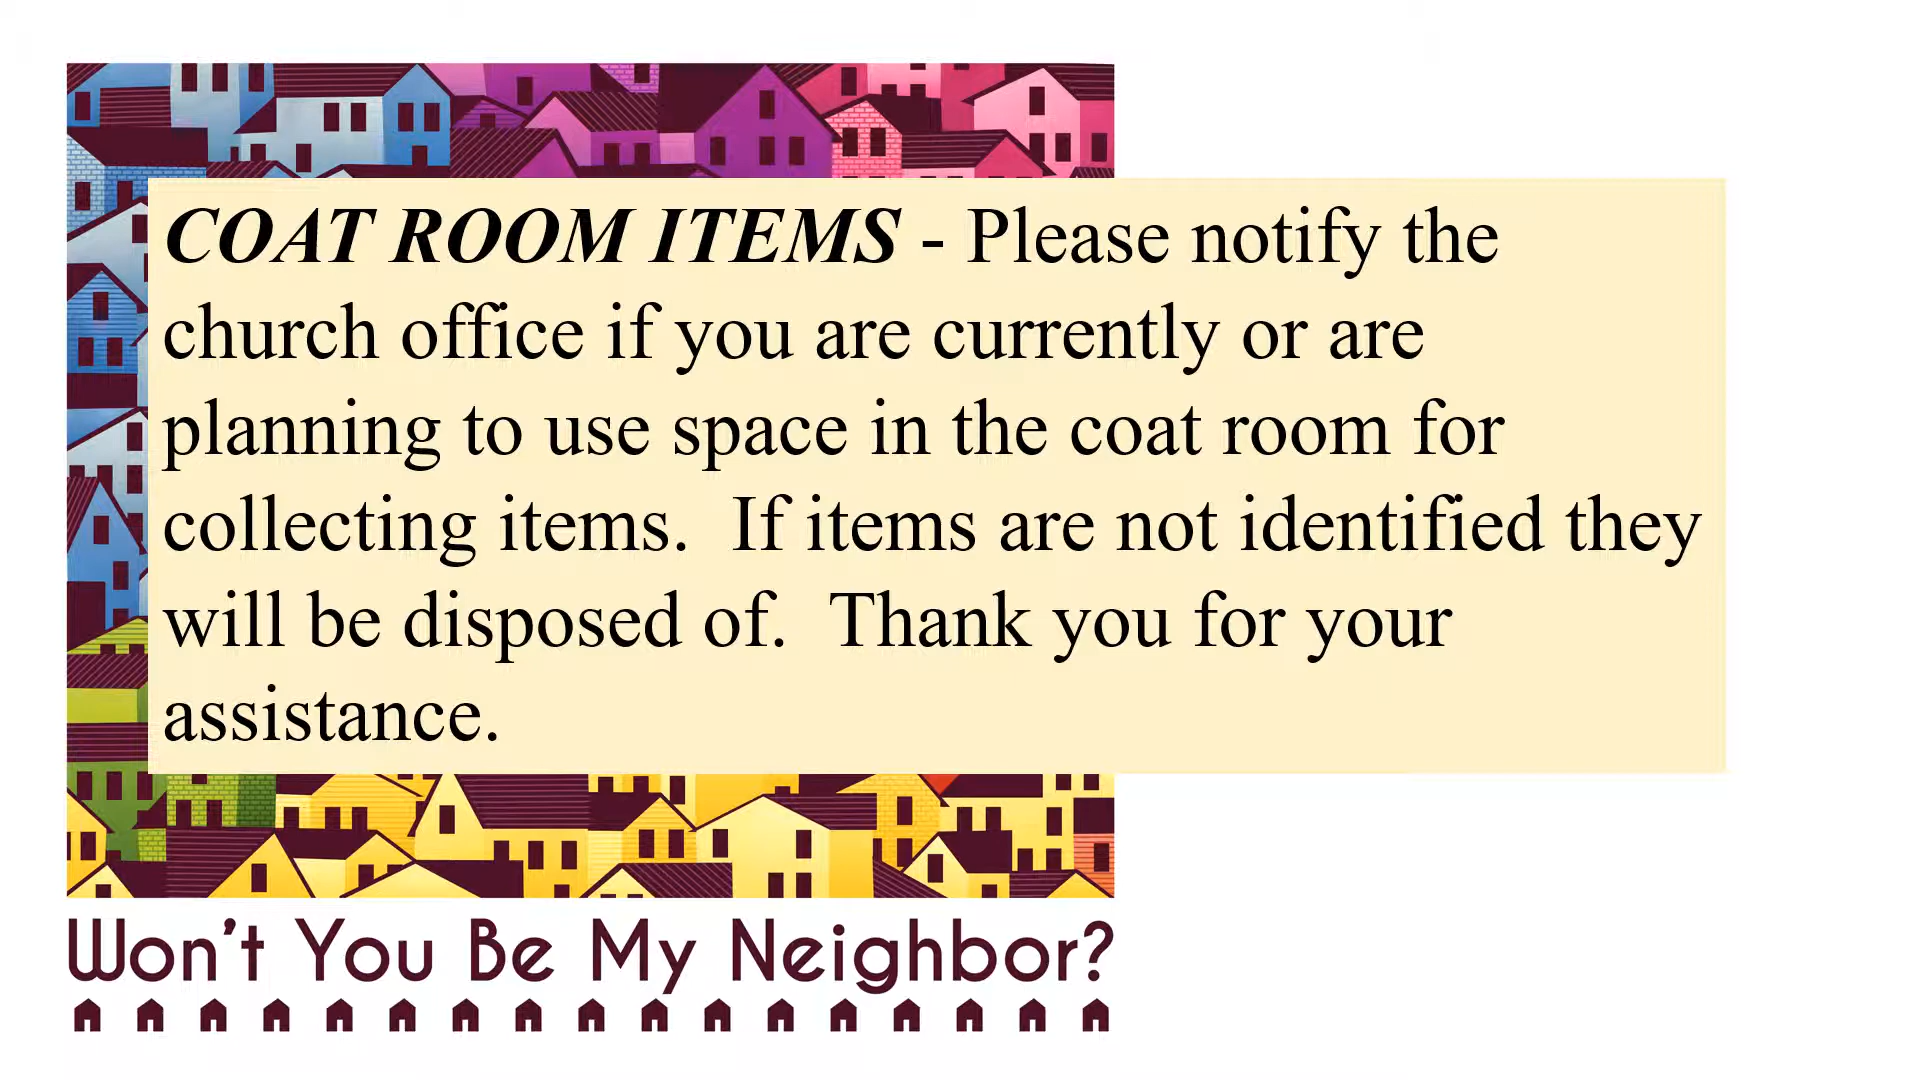 COAT ROOM ITEMS - Please notify the
church office if you are currently or are
planning to use space in the coat room for
collecting items.  If items are not identified they
will be disposed of.  Thank you for your
assistance.
Won't You Be My Neighbor?